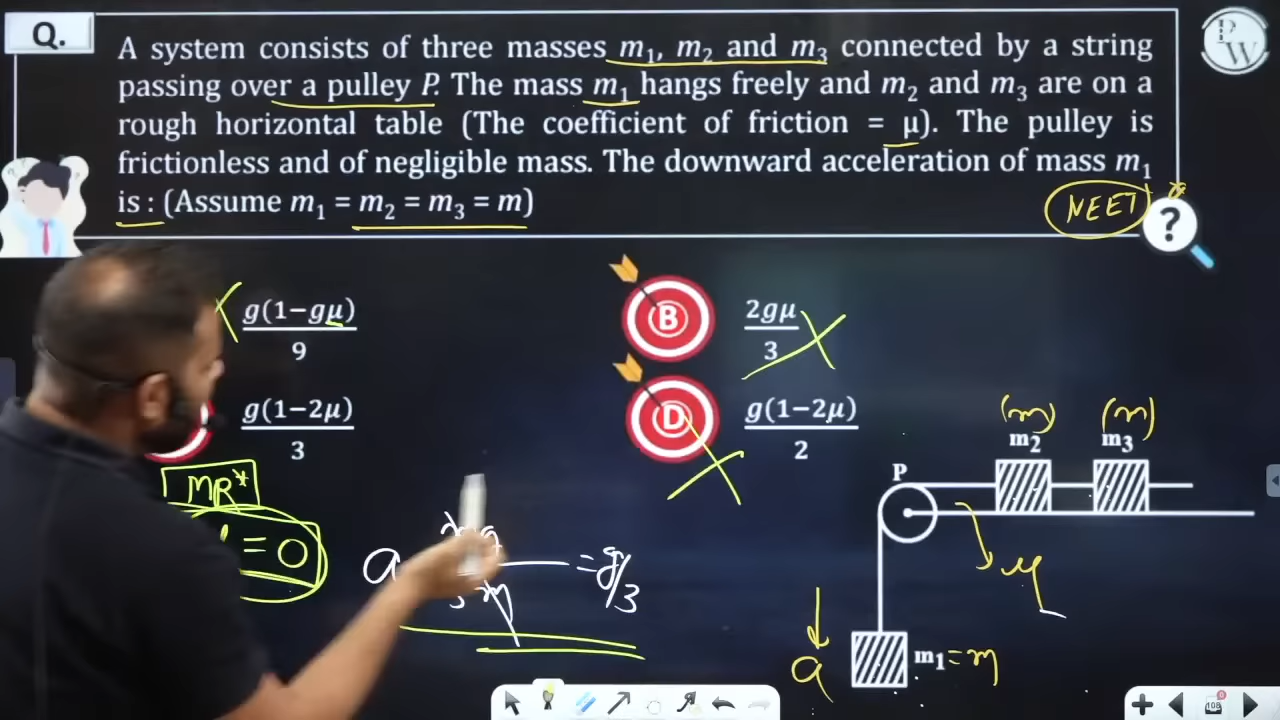 Q.
A system consists of three masses m₁, m₂ and m₃ connected by a string
passing over a pulley P. The mass m₁ hangs freely and m₂ and m₃ are on a
rough horizontal table (The coefficient of friction = μ). The pulley is
frictionless and of negligible mass. The downward acceleration of mass m₁
is : (Assume m₁ = m₂ = m₃ = m)
NEET
?
PW
g(1−gμ)/9
B
2gμ/3
g(1−2μ)/3
D
g(1−2μ)/2
MR*
= 0
a
= g/3
P
(m)
m₂
(m)
m₃
μ
a
m₁ = m
108